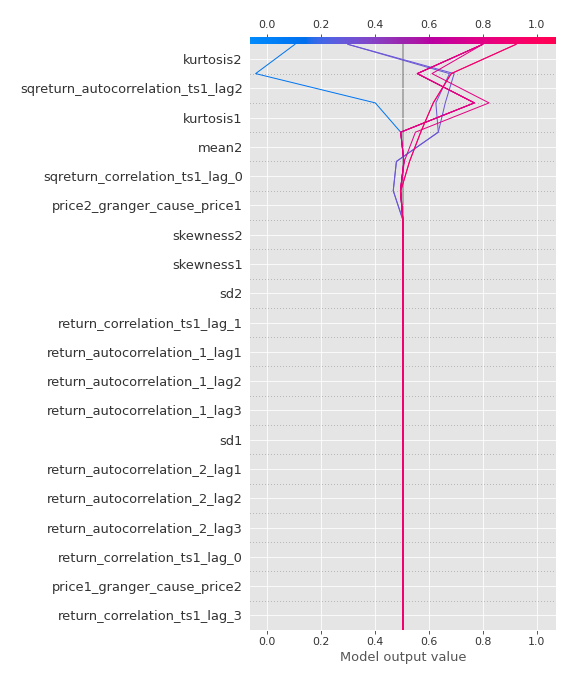 0.0 0.2 0.4 0.6 0.8 1.0
kurtosis2
sqreturn_autocorrelation_ts1_lag2
kurtosis1
mean2
sqreturn_correlation_ts1_lag_0
price2_granger_cause_price1
skewness2
skewness1
sd2
return_correlation_ts1_lag_1
return_autocorrelation_1_lag1
return_autocorrelation_1_lag2
return_autocorrelation_1_lag3
sd1
return_autocorrelation_2_lag1
return_autocorrelation_2_lag2
return_autocorrelation_2_lag3
return_correlation_ts1_lag_0
price1_granger_cause_price2
return_correlation_ts1_lag_3
0.0 0.2 0.4 0.6 0.8 1.0
Model output value